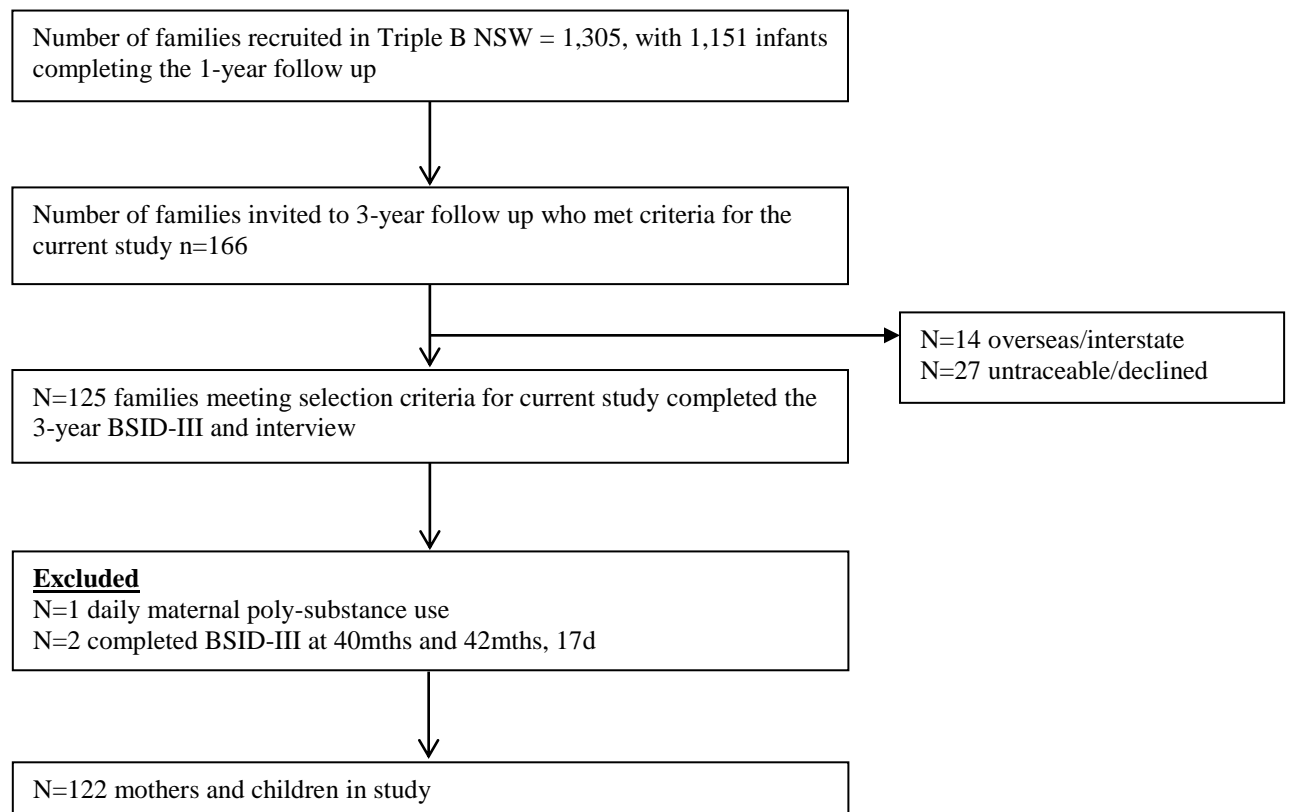 Number of families recruited in Triple B NSW = 1,305, with 1,151 infants
completing the 1-year follow up
Number of families invited to 3-year follow up who met criteria for the
current study n=166
N=14 overseas/interstate
N=27 untraceable/declined
N=125 families meeting selection criteria for current study completed the
3-year BSID-III and interview
Excluded
N=1 daily maternal poly-substance use
N=2 completed BSID-III at 40mths and 42mths, 17d
N=122 mothers and children in study